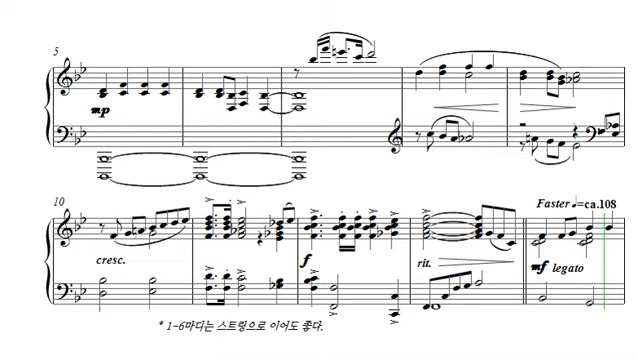 5
mp
10
Faster ♩=ca.108
cresc.
f
rit.
mf legato
* 1-6마디는 스트링으로 이어도 좋다.